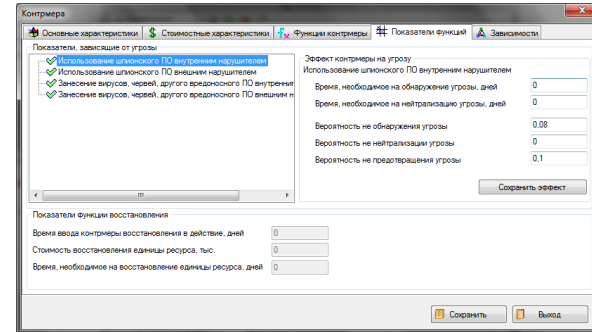 Контрмера
Основные характеристики
Стоимостные характеристики
Функции контрмеры
Показатели функций
Зависимости
Показатели, зависящие от угрозы
Использование шпионского ПО внутренним нарушителем
Использование шпионского ПО внешним нарушителем
Занесение вирусов, червей, другого вредоносного ПО внутренни
Занесение вирусов, червей, другого вредоносного ПО внешним н
Эффект контрмеры на угрозу
Использование шпионского ПО внутренним нарушителем
Время, необходимое на обнаружение угрозы, дней 0
Время, необходимое на нейтрализацию угрозы, дней 0
Вероятность не обнаружения угрозы 0,08
Вероятность не нейтрализации угрозы 0
Вероятность не предотвращения угрозы 0,1
Сохранить эффект
Показатели функции восстановления
Время ввода контрмеры восстановления в действие, дней 0
Стоимость восстановления единицы ресурса, тыс. 0
Время, необходимое на восстановление единицы ресурса, дней 0
Сохранить
Выход